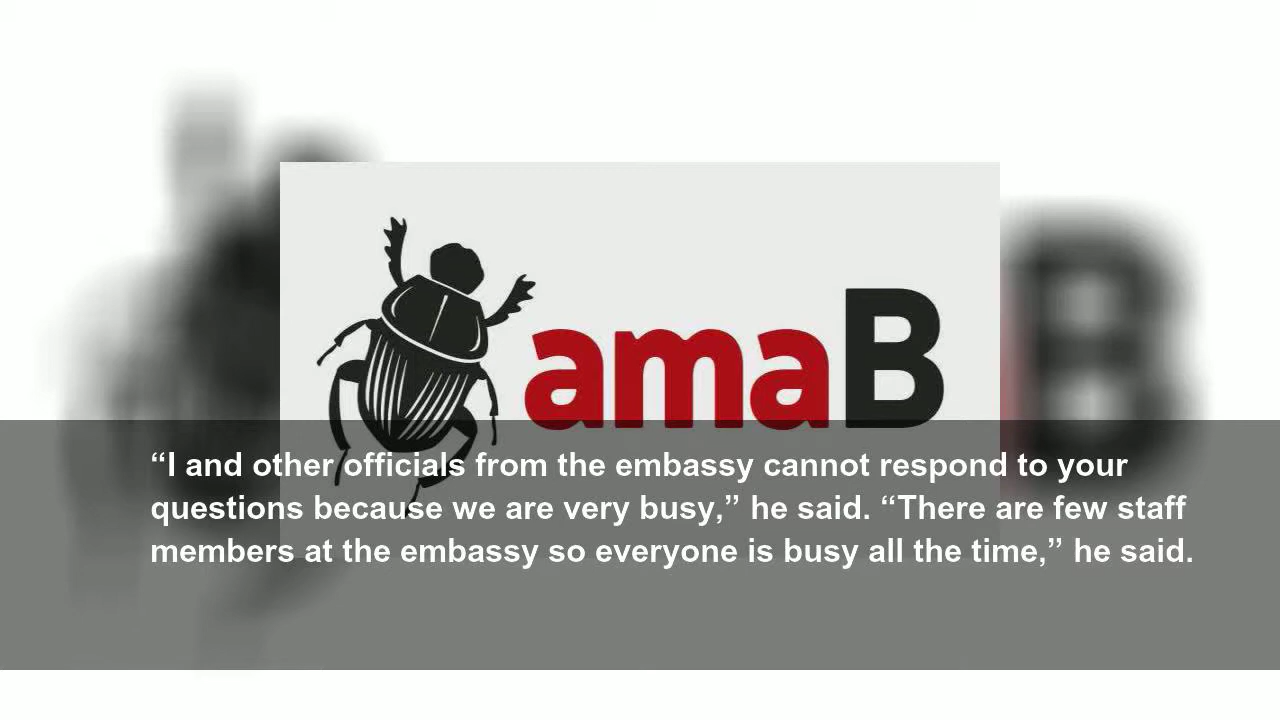 amaB
“I and other officials from the embassy cannot respond to your
questions because we are very busy,” he said. “There are few staff
members at the embassy so everyone is busy all the time,” he said.